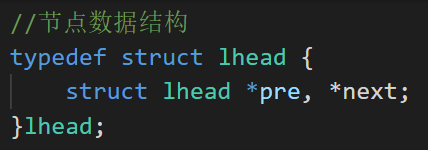 //节点数据结构
typedef struct lhead {
    struct lhead *pre, *next;
}lhead;